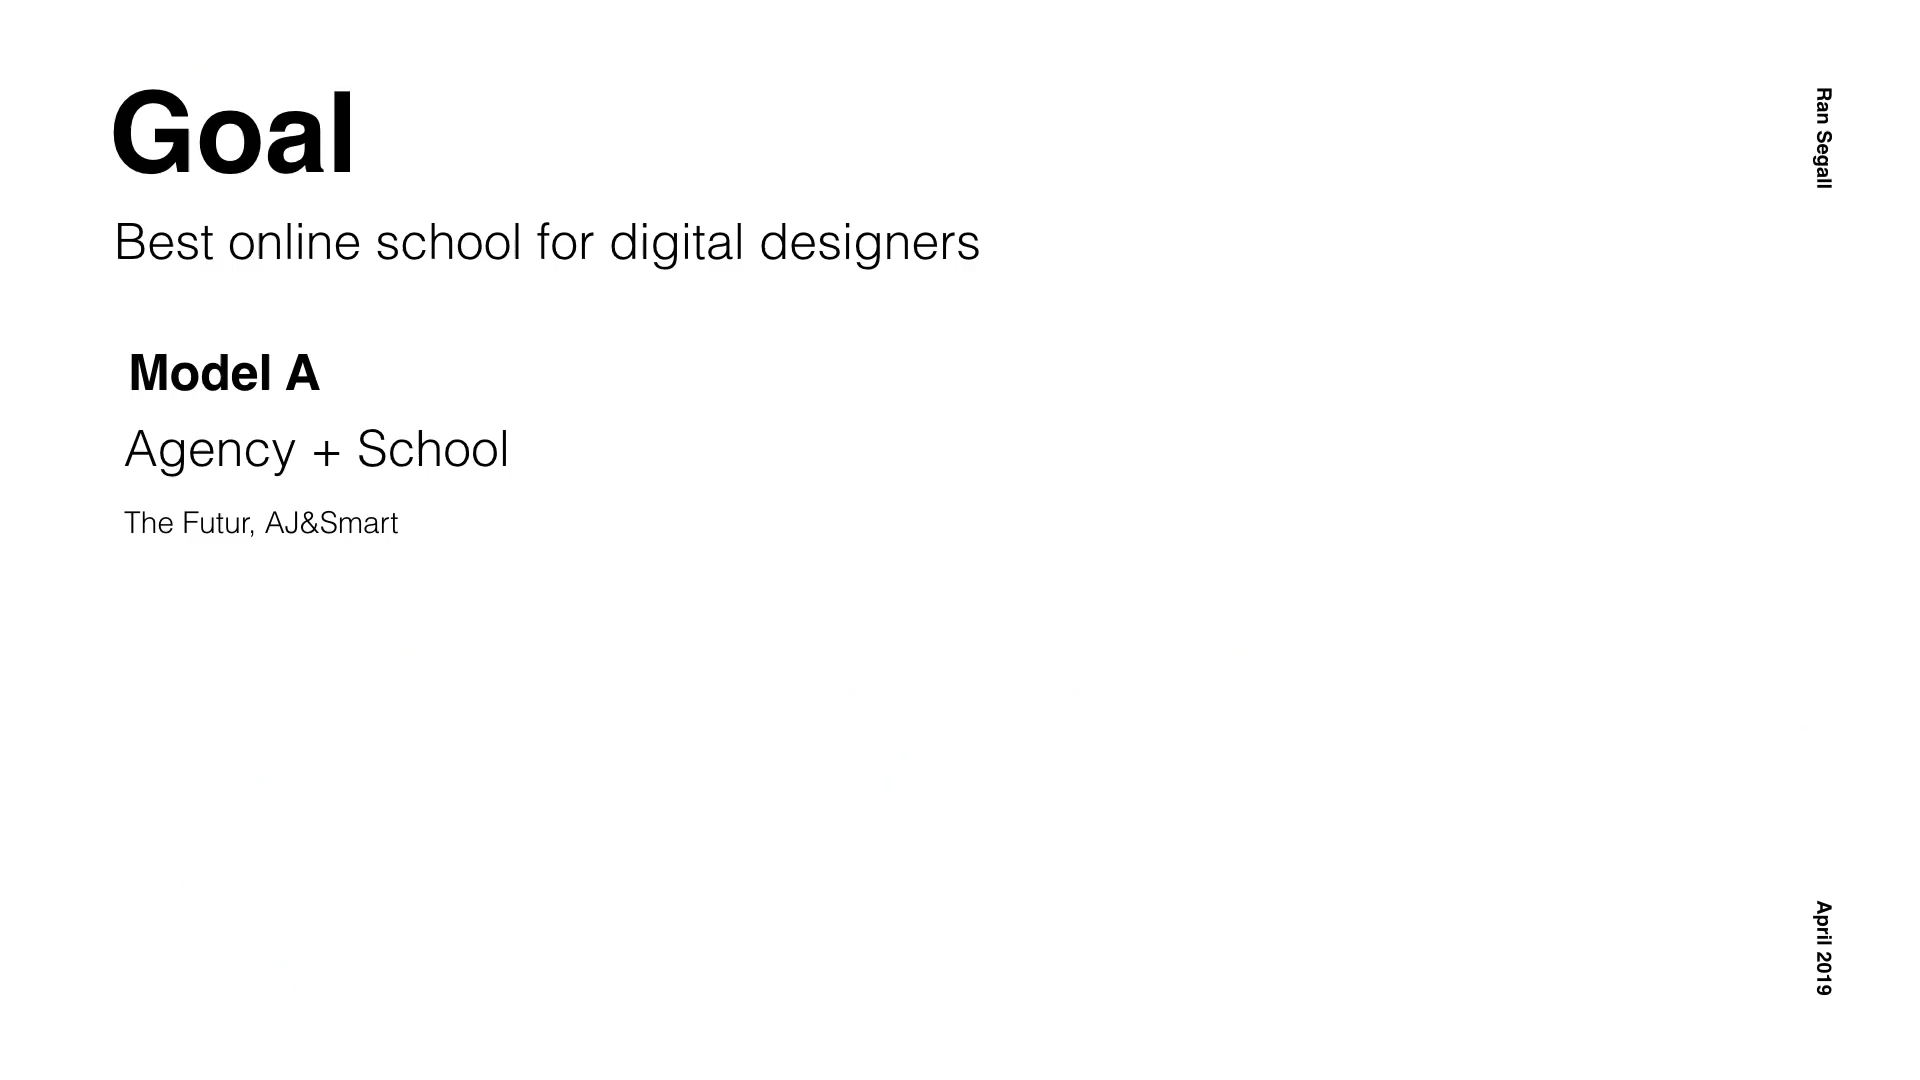 Goal
Best online school for digital designers
Model A
Agency + School
The Futur, AJ&Smart
Ran Segall
April 2019